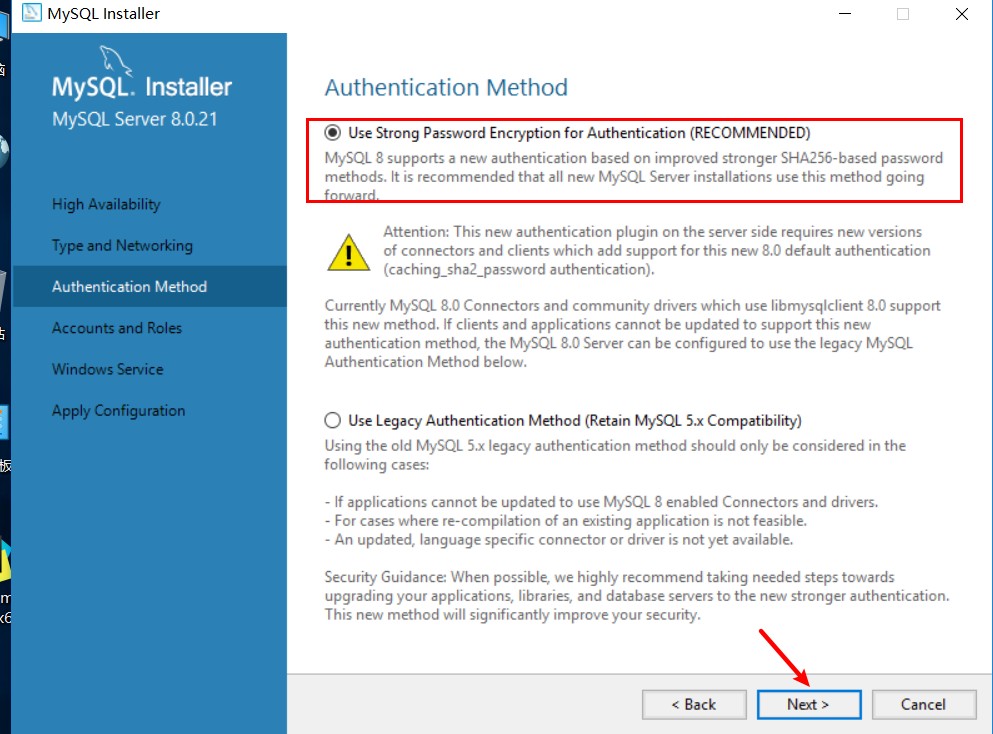 MySQL Installer
MySQL. Installer
MySQL Server 8.0.21
High Availability
Type and Networking
Authentication Method
Accounts and Roles
Windows Service
Apply Configuration
Authentication Method
Use Strong Password Encryption for Authentication (RECOMMENDED)
MySQL 8 supports a new authentication based on improved stronger SHA256-based password
methods. It is recommended that all new MySQL Server installations use this method going
forward.
Attention: This new authentication plugin on the server side requires new versions
of connectors and clients which add support for this new 8.0 default authentication
(caching_sha2_password authentication).
Currently MySQL 8.0 Connectors and community drivers which use libmysqlclient 8.0 support
this new method. If clients and applications cannot be updated to support this new
authentication method, the MySQL 8.0 Server can be configured to use the legacy MySQL
Authentication Method below.
Use Legacy Authentication Method (Retain MySQL 5.x Compatibility)
Using the old MySQL 5.x legacy authentication method should only be considered in the
following cases:
- If applications cannot be updated to use MySQL 8 enabled Connectors and drivers.
- For cases where re-compilation of an existing application is not feasible.
- An updated, language specific connector or driver is not yet available.
Security Guidance: When possible, we highly recommend taking needed steps towards
upgrading your applications, libraries, and database servers to the new stronger authentication.
This new method will significantly improve your security.
< Back
Next >
Cancel